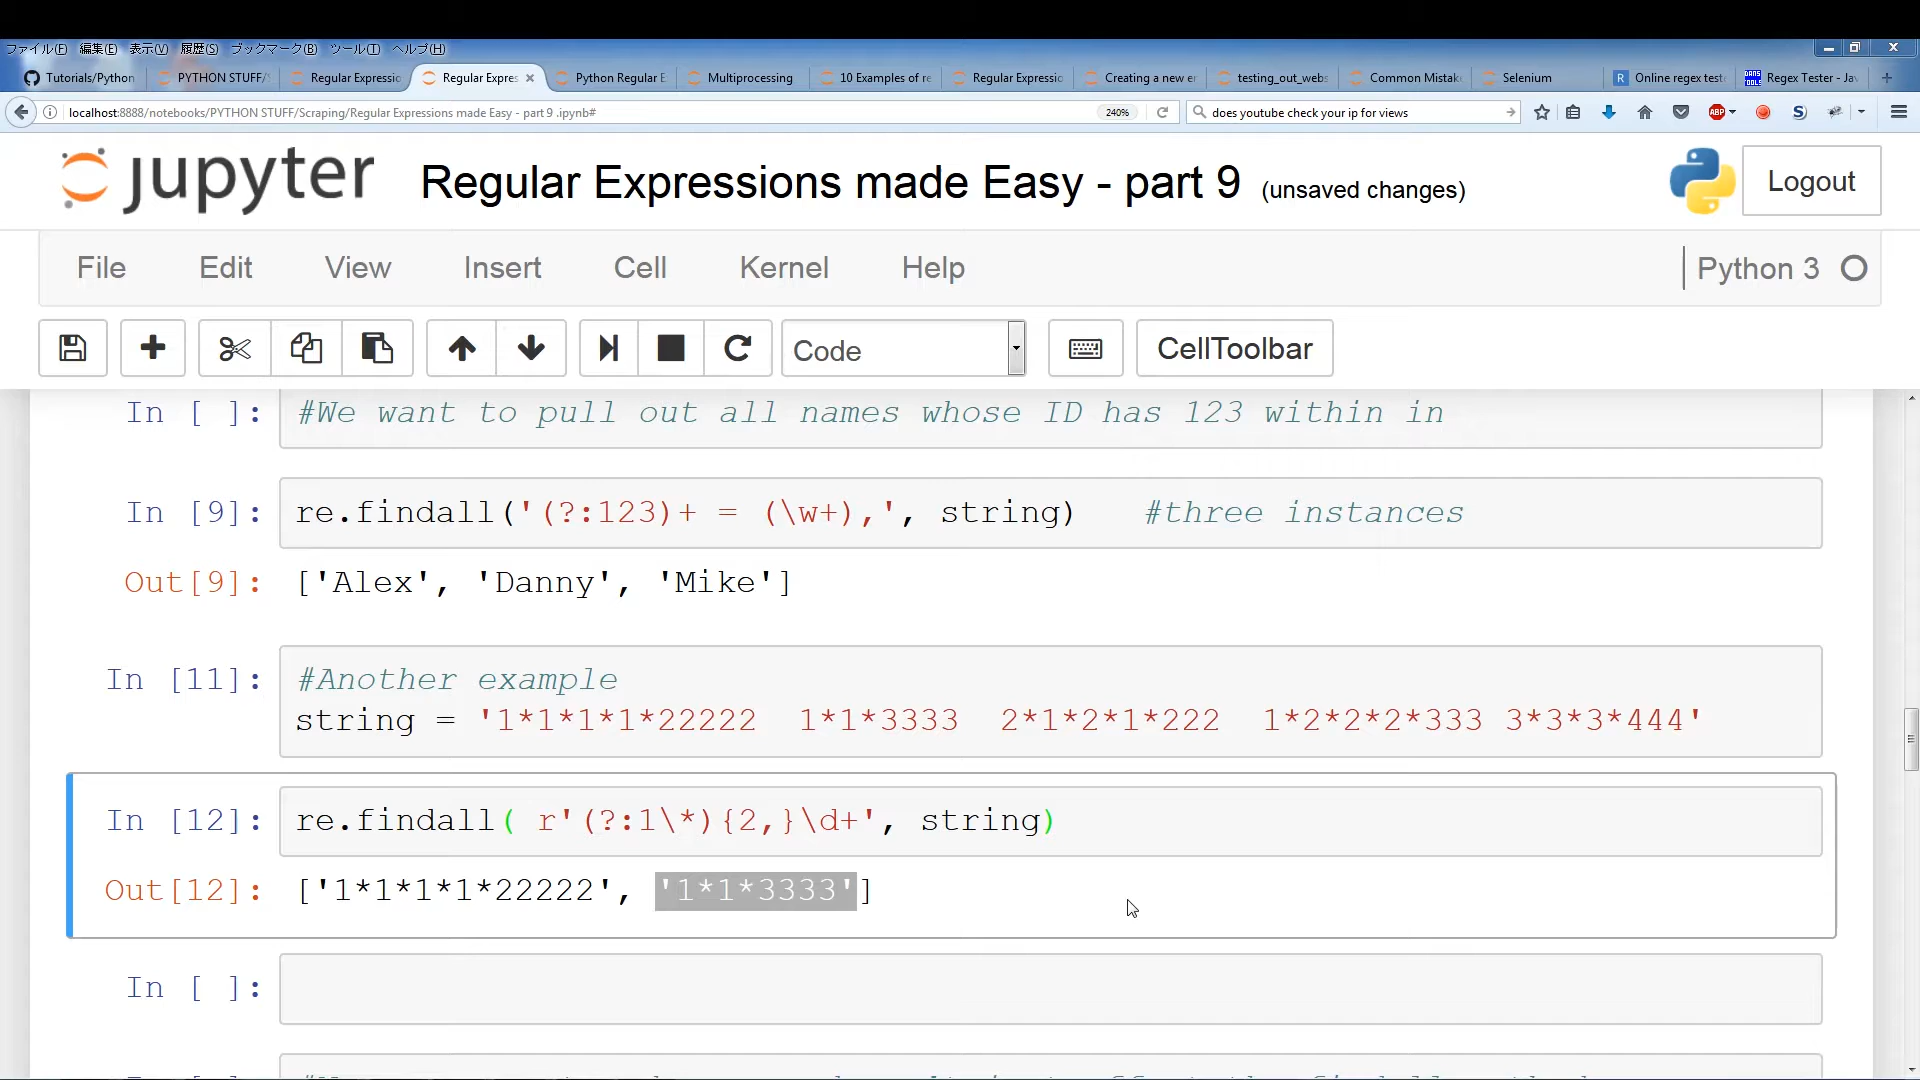 ファイル(F) 編集(E) 表示(V) 履歴(S) ブックマーク(B) ツール(T) ヘルプ(H)
Tutorials/Python PYTHON STUFF/S Regular Expressio Regular Expres Python Regular E Multiprocessing 10 Examples of re Regular Expressio Creating a new en testing_out_webs Common Mistake Selenium Online regex teste Regex Tester - Jav
localhost:8888/notebooks/PYTHON STUFF/Scraping/Regular Expressions made Easy - part 9 .ipynb# 240% does youtube check your ip for views
jupyter Regular Expressions made Easy - part 9 (unsaved changes) Logout
File Edit View Insert Cell Kernel Help Python 3
Code CellToolbar
In [ ]: #We want to pull out all names whose ID has 123 within in
In [9]: re.findall('(?:123)+ = (\w+),', string) #three instances
Out[9]: ['Alex', 'Danny', 'Mike']
In [11]: #Another example
string = '1*1*1*1*22222  1*1*3333  2*1*2*1*222  1*2*2*2*333 3*3*3*444'
In [12]: re.findall( r'(?:1\*){2,}\d+', string)
Out[12]: ['1*1*1*1*22222', '1*1*3333']
In [ ]: